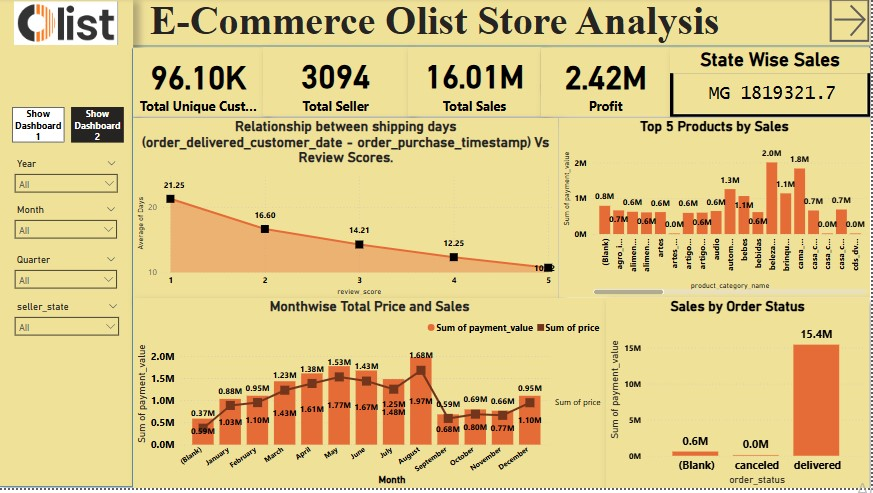 Olist
E-Commerce Olist Store Analysis
96.10K
Total Unique Cust...
3094
Total Seller
16.01M
Total Sales
2.42M
Profit
State Wise Sales
MG 1819321.7
Show
Dashboard
1
Show
Dashboard
2
Year
All
Month
All
Quarter
All
seller_state
All
Relationship between shipping days
(order_delivered_customer_date - order_purchase_timestamp) Vs
Review Scores.
Average of Days
20
10
21.25
16.60
14.21
12.25
1
2
3
4
5
review_score
Top 5 Products by Sales
Sum of payment_value
2M
1M
0M
0.8M
0.7M
0.6M
0.6M
0.6M
0.0M
0.6M
0.6M
0.6M
1.3M
1.1M
0.6M
2.0M
1.1M
1.8M
0.7M
0.0M
0.7M
0.0M
(Blank)
agro_i...
alimen...
alimen...
artes
artes_...
artigo...
artigo...
audio
autom...
bebes
bebidas
beleza...
brinqu...
cama_...
casa_c...
casa_c...
casa_c...
cds_dv...
product_category_name
Monthwise Total Price and Sales
Sum of payment_value
Sum of price
Sum of payment_value
2.0M
1.5M
1.0M
0.5M
0.0M
0.37M
0.88M
0.95M
1.23M
1.38M
1.53M
1.43M
1.25M
1.68M
0.59M
0.69M
0.66M
0.95M
0.59M
1.03M
1.10M
1.43M
1.61M
1.77M
1.67M
1.48M
1.97M
0.68M
0.80M
0.77M
1.10M
Sum of price
(Blank)
January
February
March
April
May
June
July
August
September
October
November
December
Month
Sales by Order Status
Sum of payment_value
15M
10M
5M
0M
0.6M
0.0M
15.4M
(Blank)
canceled
delivered
order_status